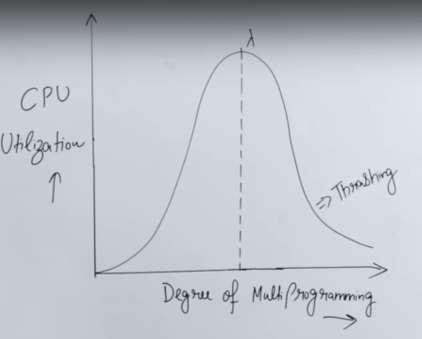 λ
CPU
Utilization
⇒ Thrashing
Degree of MultiProgramming